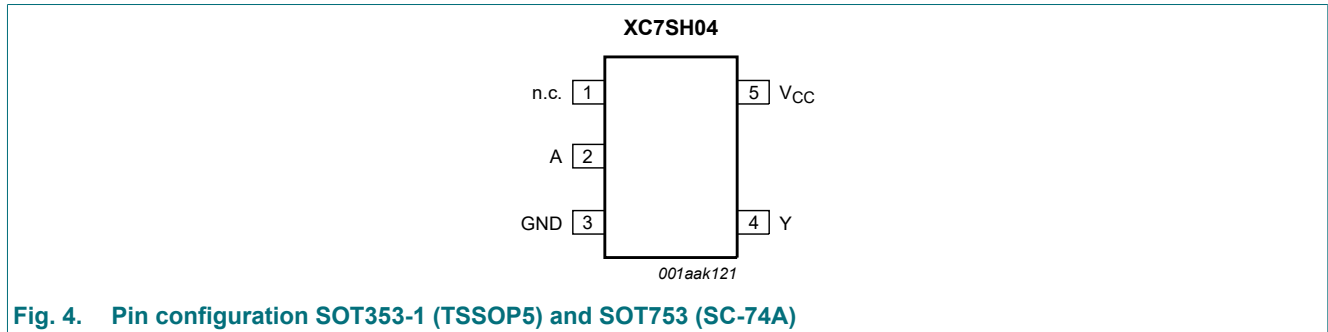 XC7SH04
n.c. 1 5 VCC
A 2
GND 3 4 Y
001aak121
Fig. 4. Pin configuration SOT353-1 (TSSOP5) and SOT753 (SC-74A)